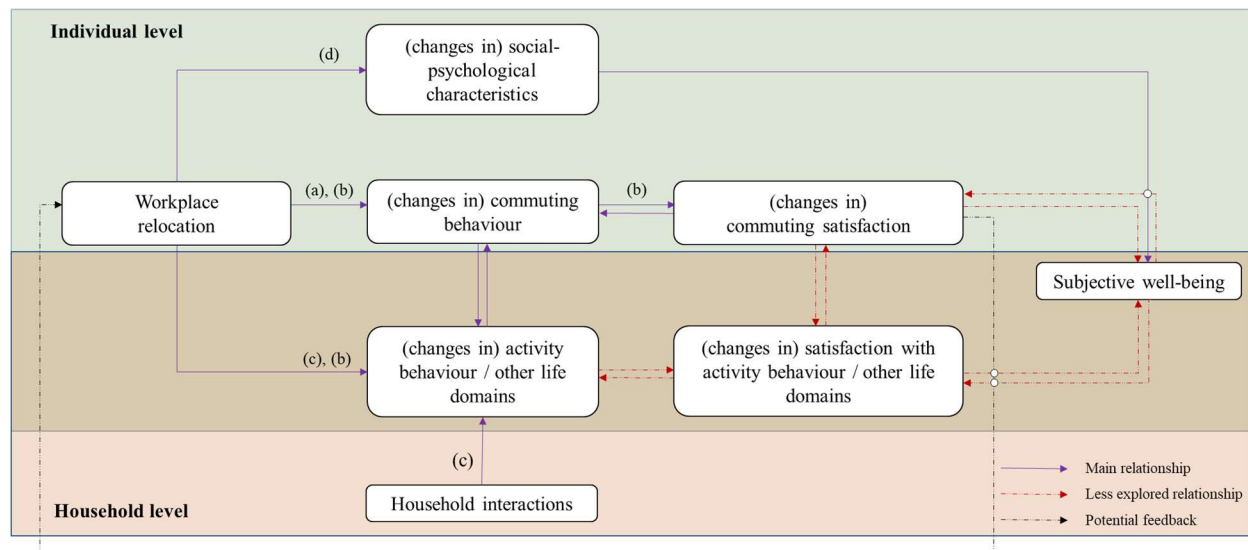 Individual level
(d)
(changes in) social-
psychological
characteristics
Workplace
relocation
(a), (b)
(changes in) commuting
behaviour
(b)
(changes in)
commuting satisfaction
Subjective well-being
(c), (b)
(changes in) activity
behaviour / other life
domains
(changes in) satisfaction with
activity behaviour / other life
domains
(c)
Household interactions
Household level
Main relationship
Less explored relationship
Potential feedback